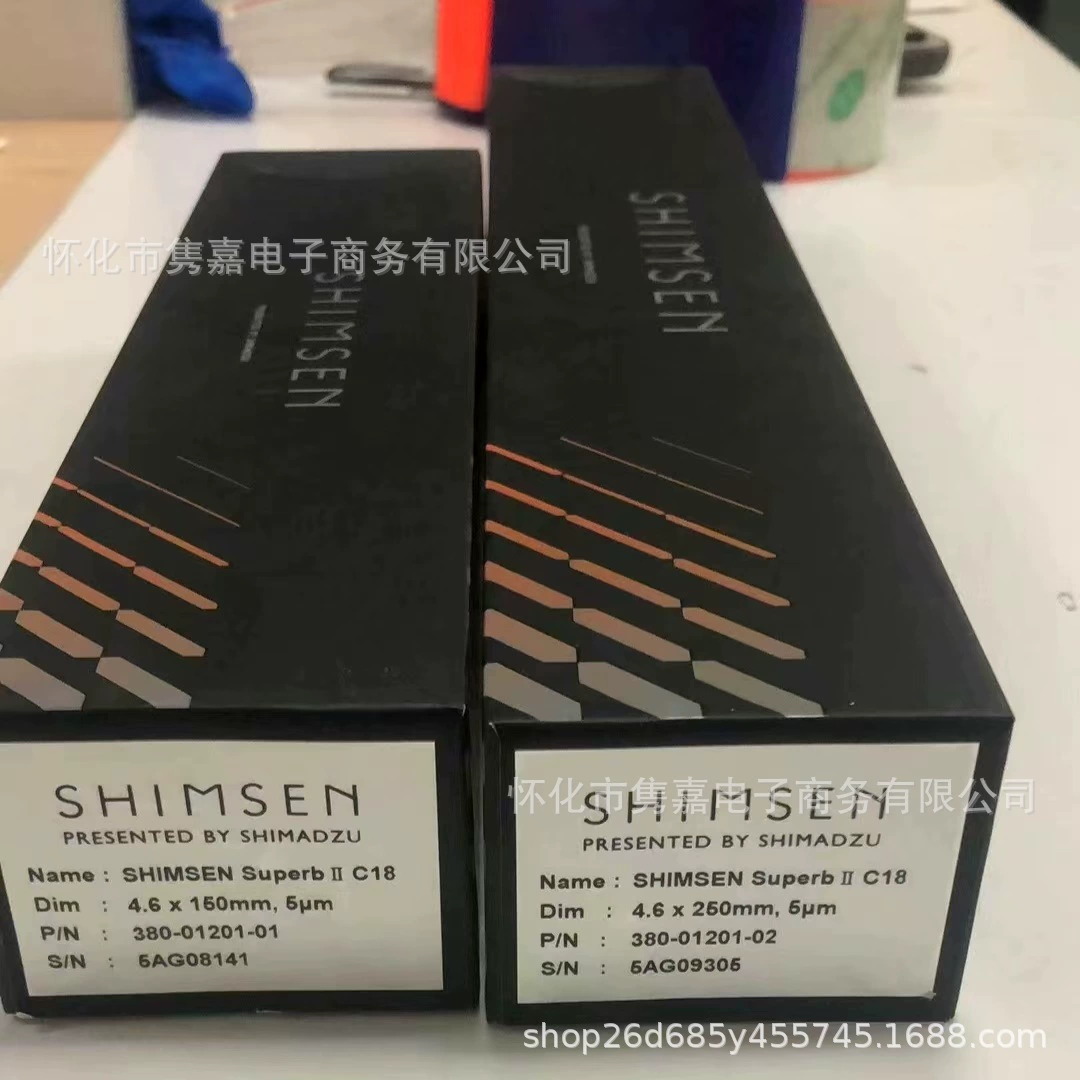 SHIMSEN
怀化市隽嘉电子商务有限公司
SHIMSEN
SHIMSEN
PRESENTED BY SHIMADZU
Name : SHIMSEN Superb Ⅱ C18
Dim : 4.6 x 150mm, 5µm
P/N : 380-01201-01
S/N : 5AG08141
怀化市隽嘉电子商务有限公司
SHIMSEN
PRESENTED BY SHIMADZU
Name : SHIMSEN Superb Ⅱ C18
Dim : 4.6 x 250mm, 5µm
P/N : 380-01201-02
S/N : 5AG09305
shop26d685y455745.1688.com